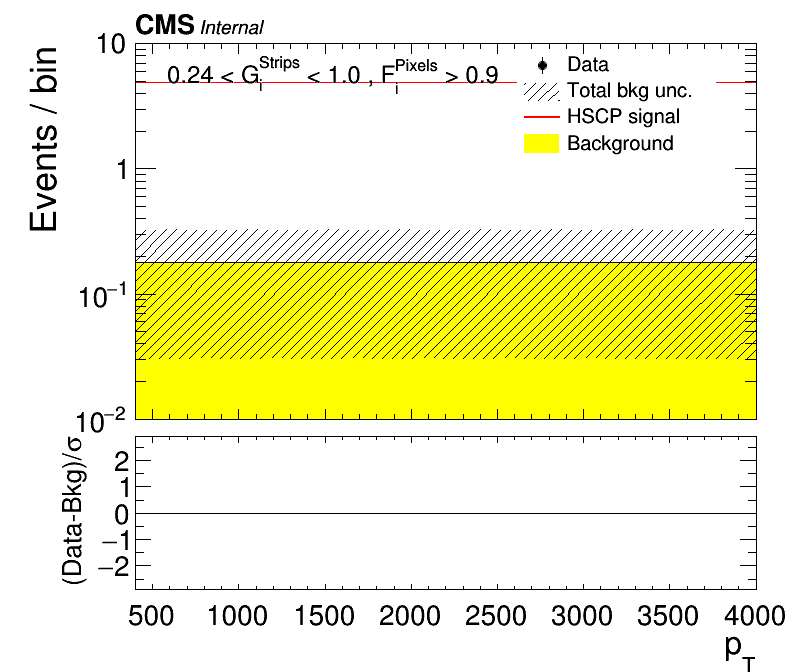 CMS Internal
10
0.24 < G_i^Strips < 1.0 , F_i^Pixels > 0.9
Data
Total bkg unc.
HSCP signal
Background
Events / bin
1
10^−1
10^−2
(Data-Bkg)/σ
2
1
0
−1
−2
500 1000 1500 2000 2500 3000 3500 4000
p_T